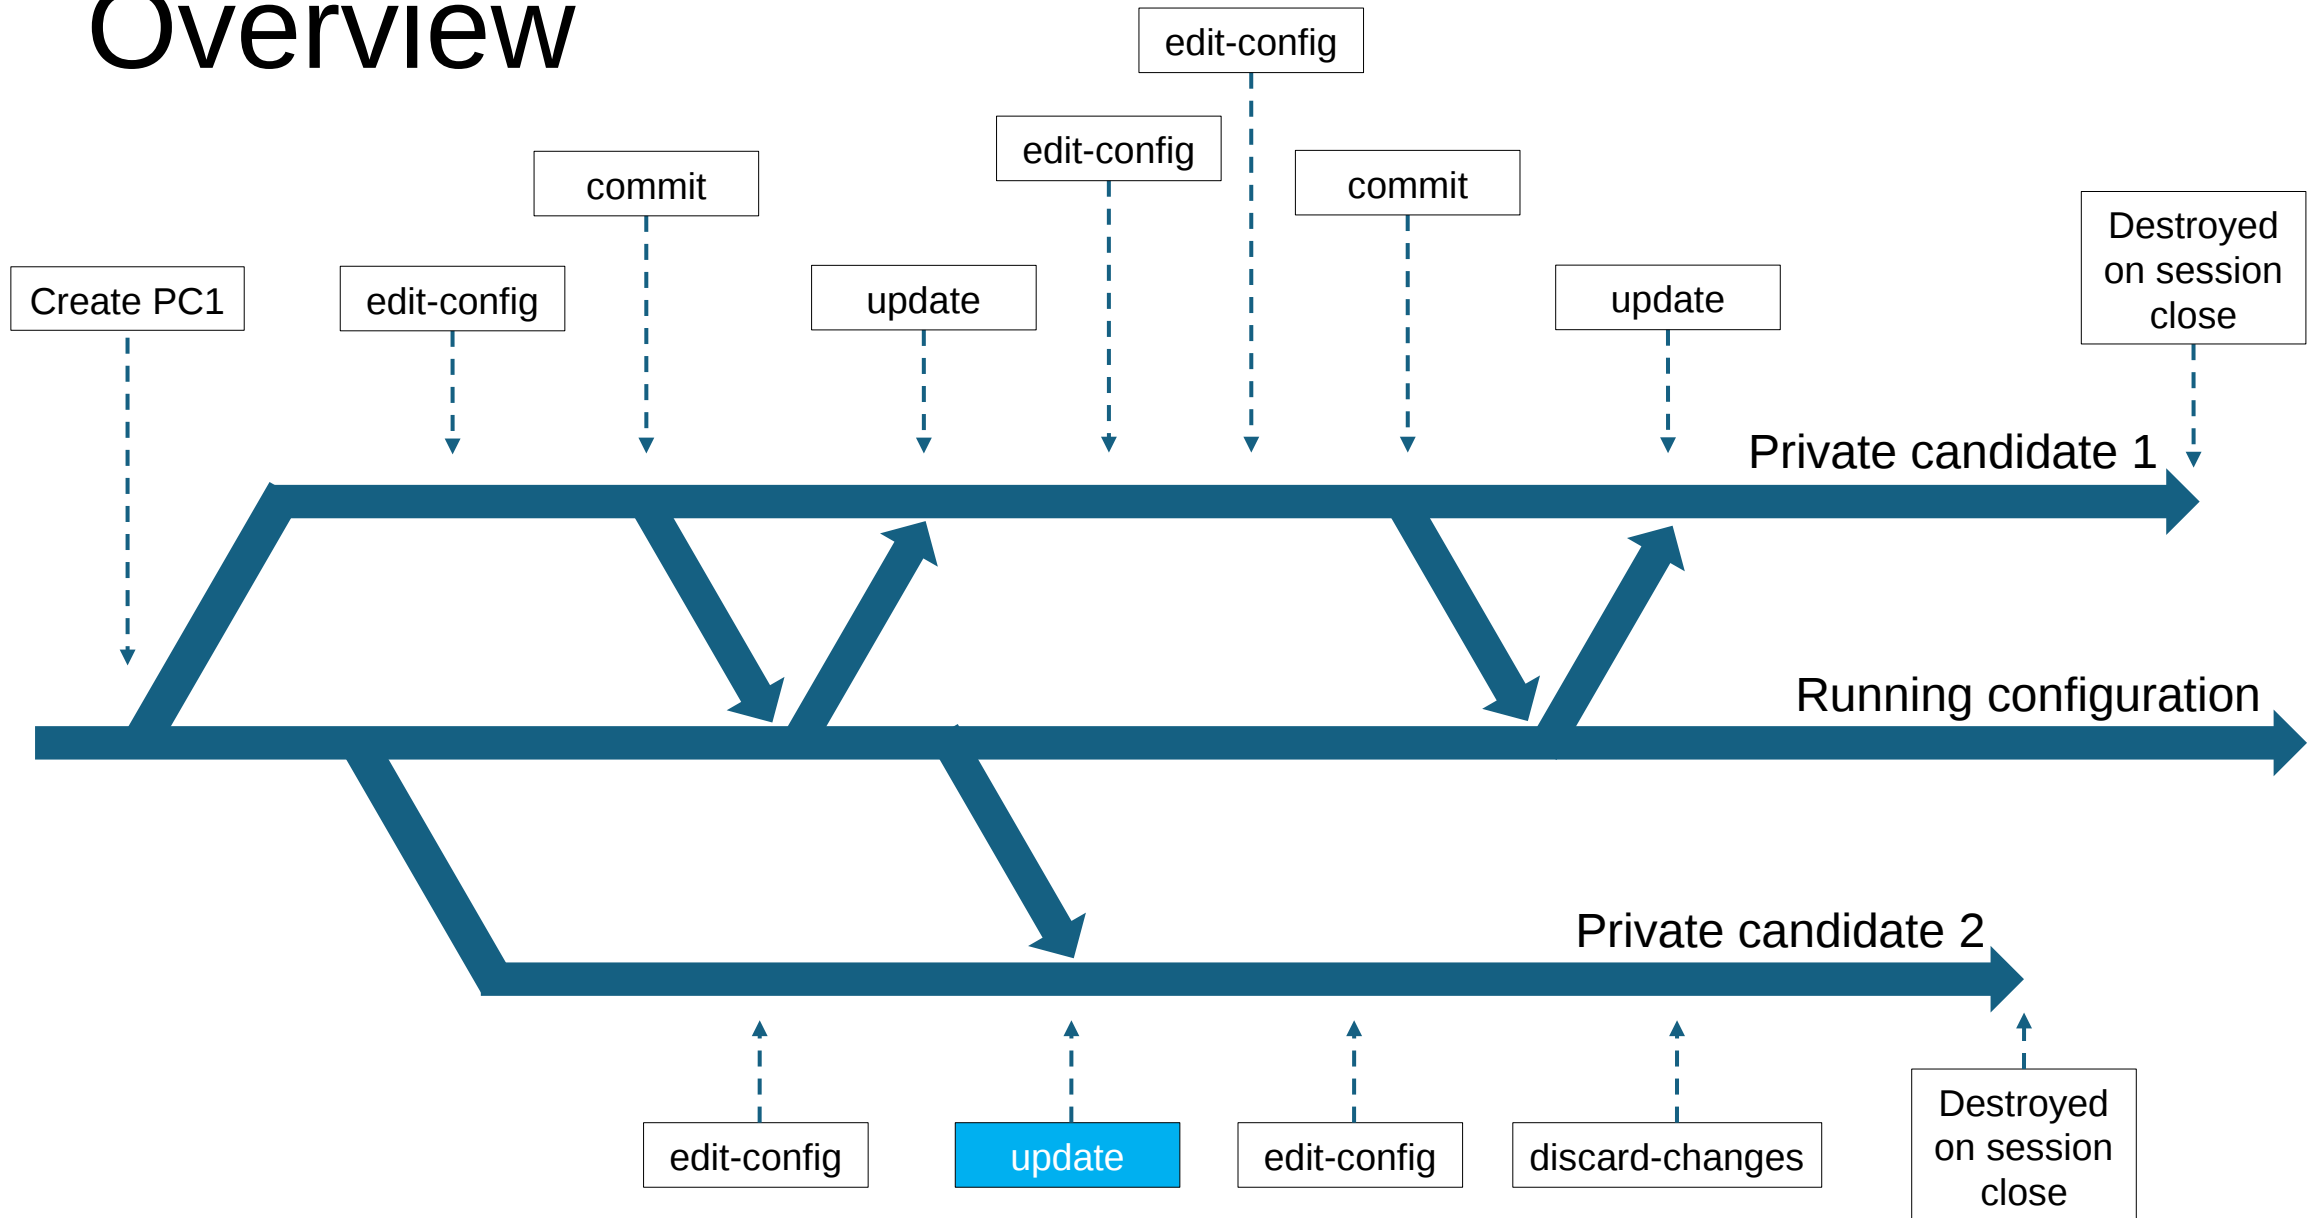 Overview
edit-config
edit-config
commit
commit
Destroyed
on session
close
Create PC1
edit-config
update
update
Private candidate 1
Running configuration
Private candidate 2
edit-config
update
edit-config
discard-changes
Destroyed
on session
close